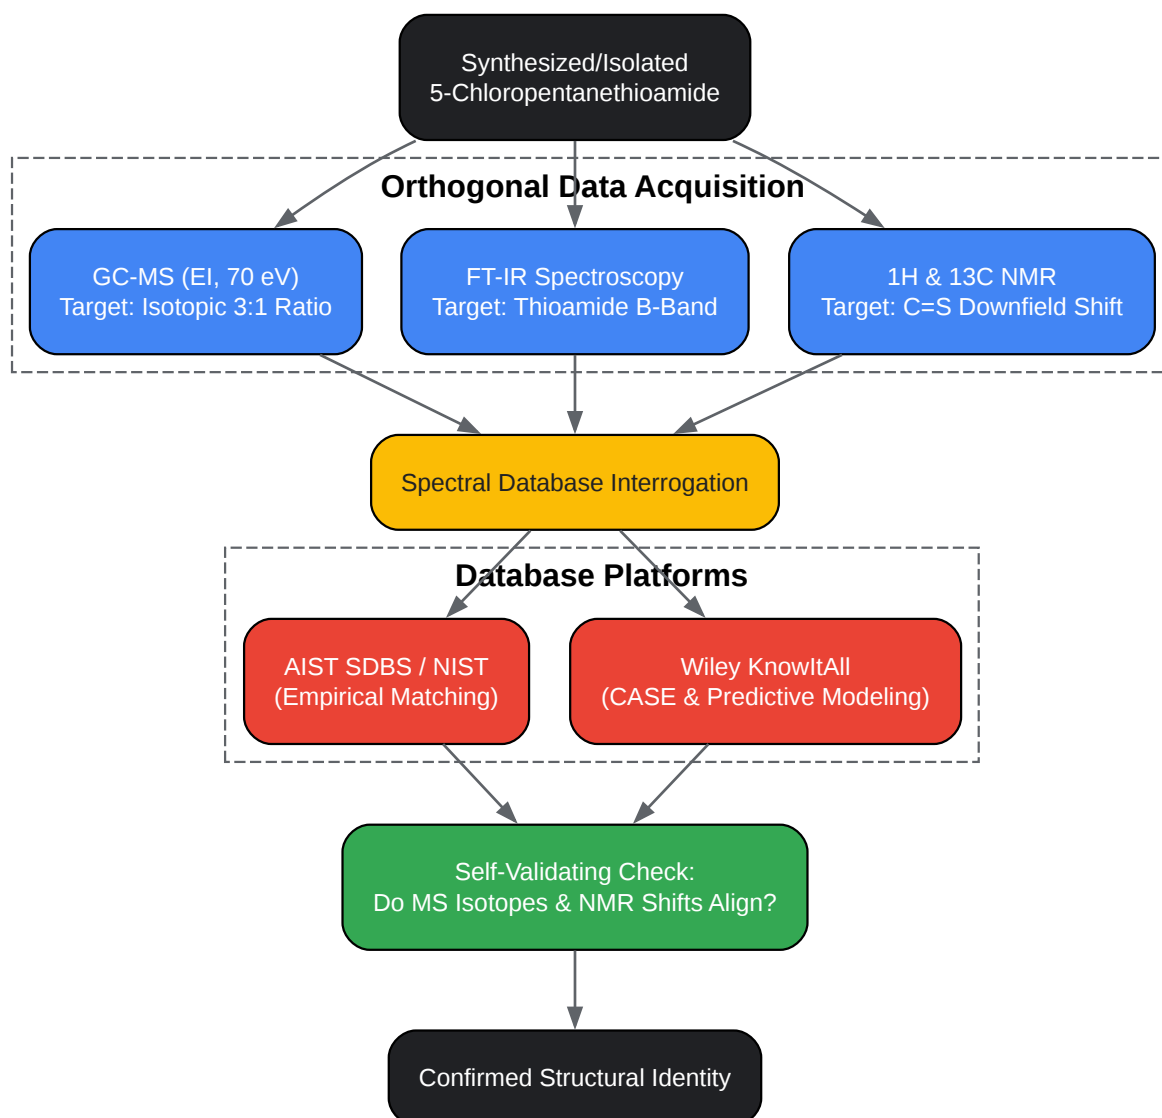 Synthesized/Isolated
5-Chloropentanethioamide
Orthogonal Data Acquisition
GC-MS (EI, 70 eV)
Target: Isotopic 3:1 Ratio
FT-IR Spectroscopy
Target: Thioamide B-Band
1H & 13C NMR
Target: C=S Downfield Shift
Spectral Database Interrogation
Database Platforms
AIST SDBS / NIST
(Empirical Matching)
Wiley KnowItAll
(CASE & Predictive Modeling)
Self-Validating Check:
Do MS Isotopes & NMR Shifts Align?
Confirmed Structural Identity